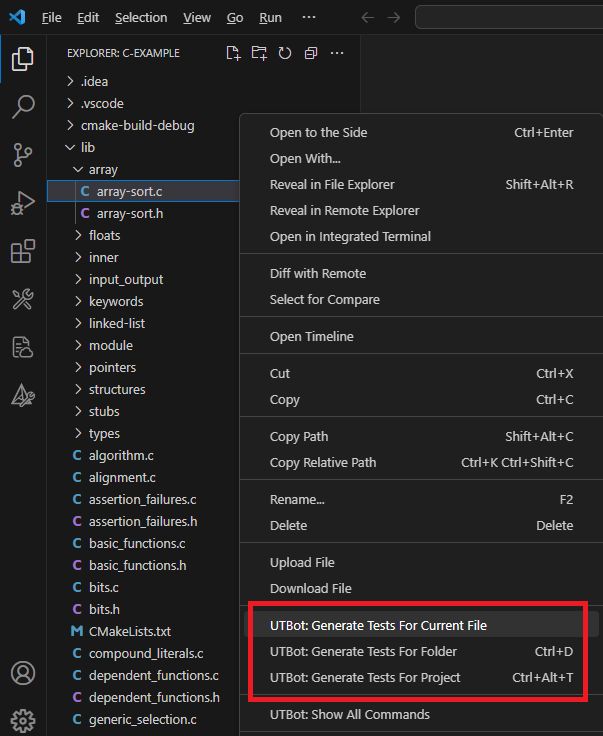 File Edit Selection View Go Run ···
EXPLORER: C-EXAMPLE ···
.idea
.vscode
cmake-build-debug
lib
array
C array-sort.c
C array-sort.h
floats
inner
input_output
keywords
linked-list
module
pointers
structures
stubs
types
C algorithm.c
C alignment.c
C assertion_failures.c
C assertion_failures.h
C basic_functions.c
C basic_functions.h
C bits.c
C bits.h
M CMakeLists.txt
C compound_literals.c
C dependent_functions.c
C dependent_functions.h
C generic_selection.c
Open to the Side Ctrl+Enter
Open With...
Reveal in File Explorer Shift+Alt+R
Reveal in Remote Explorer
Open in Integrated Terminal
Diff with Remote
Select for Compare
Open Timeline
Cut Ctrl+X
Copy Ctrl+C
Copy Path Shift+Alt+C
Copy Relative Path Ctrl+K Ctrl+Shift+C
Rename... F2
Delete Delete
Upload File
Download File
UTBot: Generate Tests For Current File
UTBot: Generate Tests For Folder Ctrl+D
UTBot: Generate Tests For Project Ctrl+Alt+T
UTBot: Show All Commands